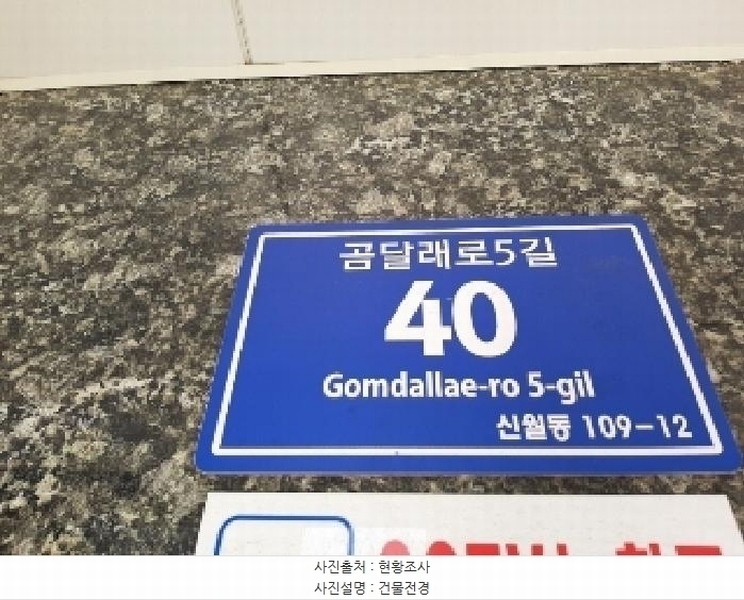 곰달래로5길
40
Gomdallae-ro 5-gil
신월동 109-12
사진출처 : 현황조사
사진설명 : 건물전경